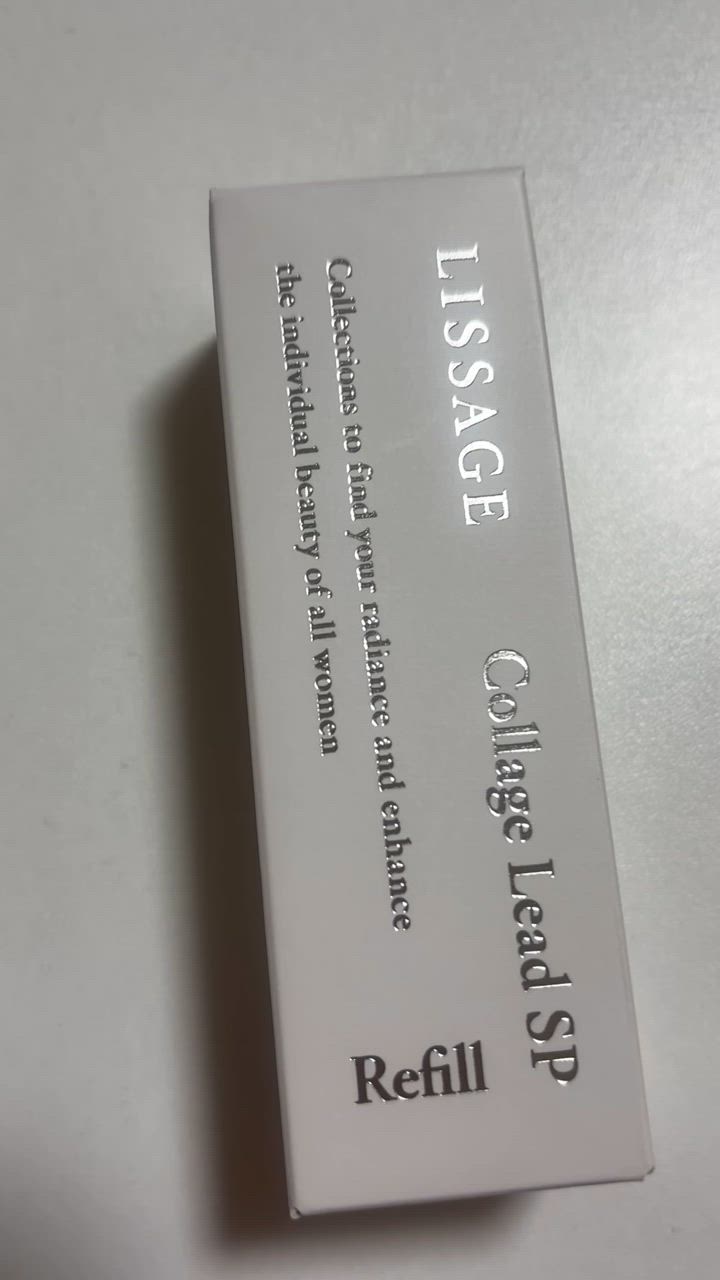 LISSAGE
Collage Lead SP
Collections to find your radiance and enhance
the individual beauty of all women
Refill